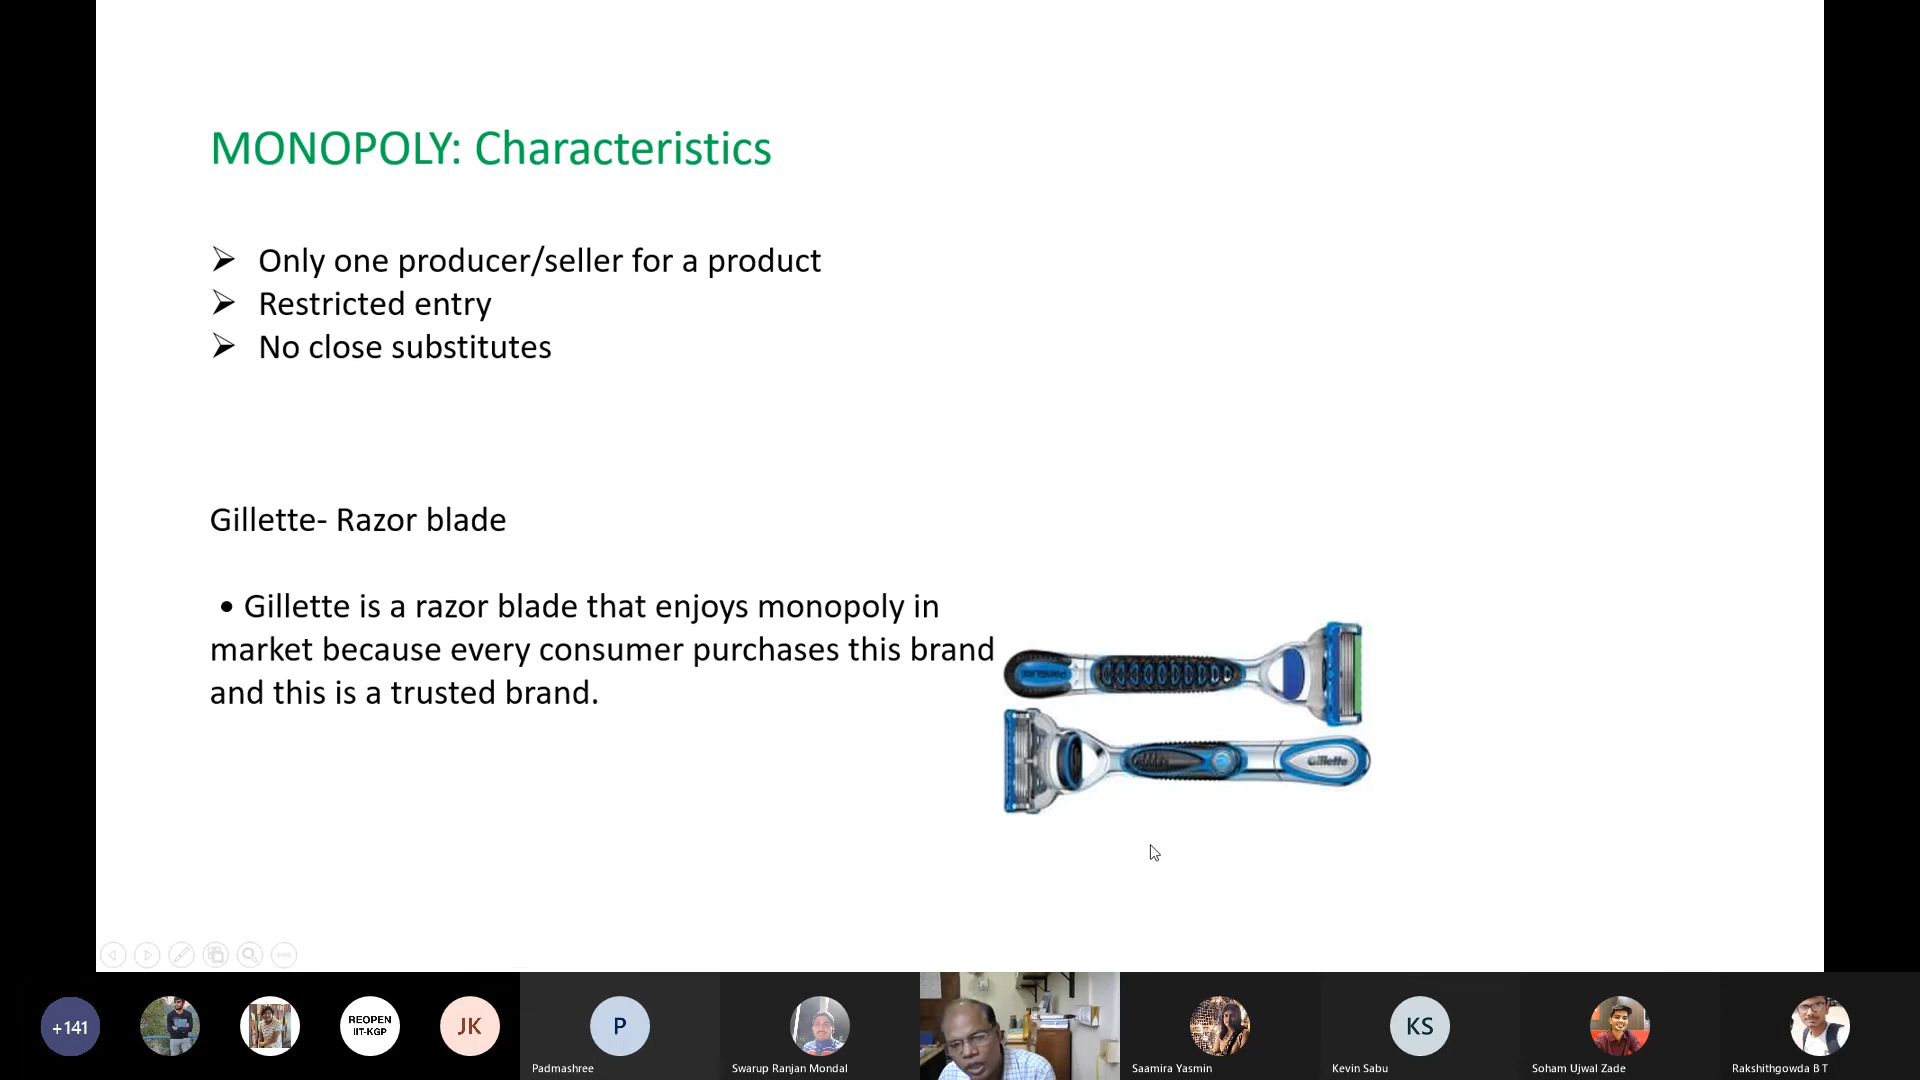 MONOPOLY: Characteristics
➢ Only one producer/seller for a product
➢ Restricted entry
➢ No close substitutes
Gillette- Razor blade
• Gillette is a razor blade that enjoys monopoly in
market because every consumer purchases this brand
and this is a trusted brand.
Gillette
+141
REOPEN
IIT-KGP
JK
P
KS
Padmashree
Swarup Ranjan Mondal
Saamira Yasmin
Kevin Sabu
Soham Ujwal Zade
Rakshithgowda B T